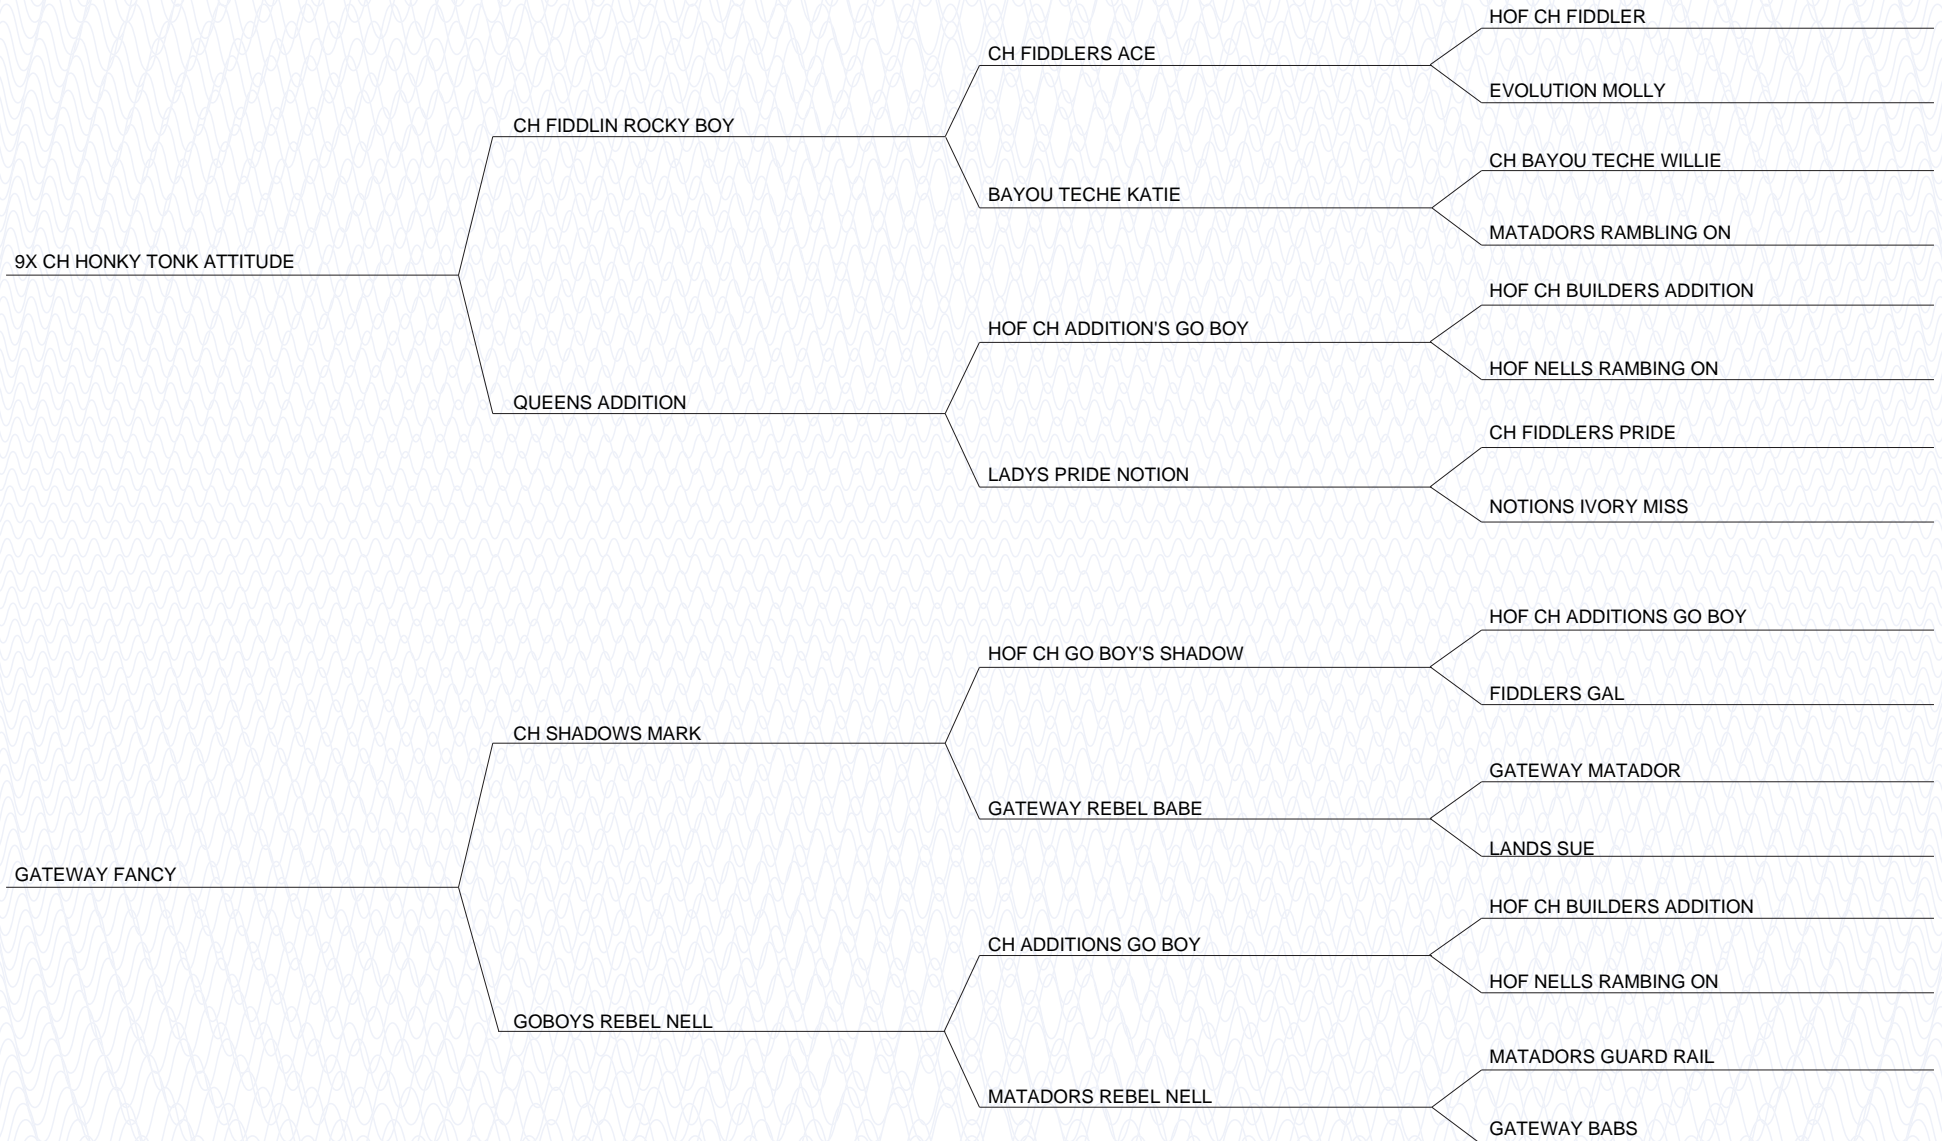 HOF CH FIDDLER
CH FIDDLERS ACE
EVOLUTION MOLLY
CH FIDDLIN ROCKY BOY
CH BAYOU TECHE WILLIE
BAYOU TECHE KATIE
MATADORS RAMBLING ON
9X CH HONKY TONK ATTITUDE
HOF CH BUILDERS ADDITION
HOF CH ADDITION'S GO BOY
HOF NELLS RAMBING ON
QUEENS ADDITION
CH FIDDLERS PRIDE
LADYS PRIDE NOTION
NOTIONS IVORY MISS
HOF CH ADDITIONS GO BOY
HOF CH GO BOY'S SHADOW
FIDDLERS GAL
CH SHADOWS MARK
GATEWAY MATADOR
GATEWAY REBEL BABE
LANDS SUE
GATEWAY FANCY
HOF CH BUILDERS ADDITION
CH ADDITIONS GO BOY
HOF NELLS RAMBING ON
GOBOYS REBEL NELL
MATADORS GUARD RAIL
MATADORS REBEL NELL
GATEWAY BABS